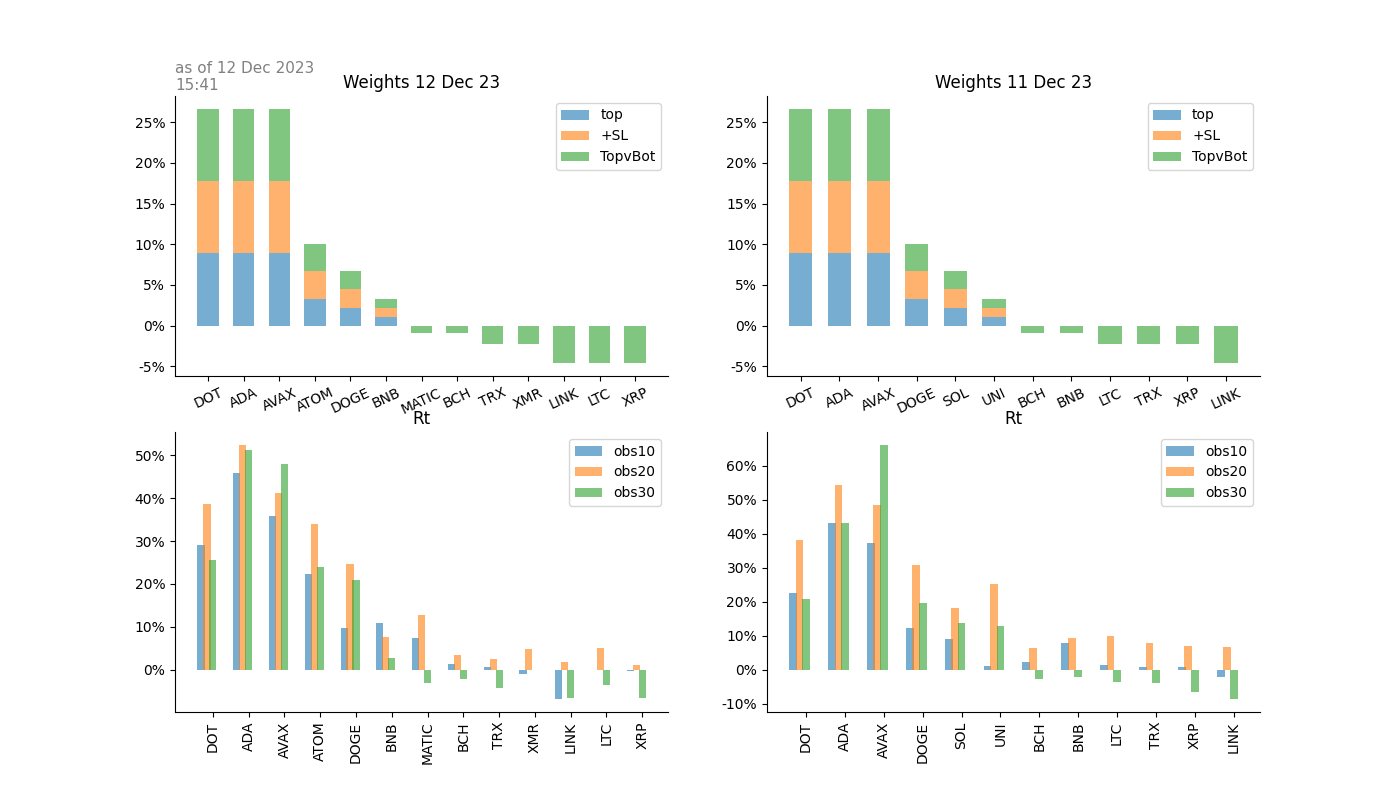 as of 12 Dec 2023
15:41
Weights 12 Dec 23
25%
20%
15%
10%
5%
0%
-5%
top
+SL
TopvBot
DOT ADA AVAX ATOM DOGE BNB MATIC BCH TRX XMR LINK LTC XRP
Weights 11 Dec 23
25%
20%
15%
10%
5%
0%
-5%
top
+SL
TopvBot
DOT ADA AVAX DOGE SOL UNI BCH BNB LTC TRX XRP LINK
Rt
50%
40%
30%
20%
10%
0%
obs10
obs20
obs30
DOT ADA AVAX ATOM DOGE BNB MATIC BCH TRX XMR LINK LTC XRP
Rt
60%
50%
40%
30%
20%
10%
0%
-10%
obs10
obs20
obs30
DOT ADA AVAX DOGE SOL UNI BCH BNB LTC TRX XRP LINK